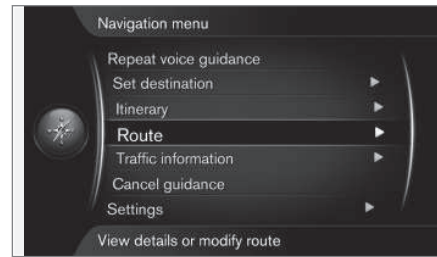 Navigation menu
Repeat voice guidance
Set destination
Itinerary
Route
Traffic information
Cancel guidance
Settings
View details or modify route